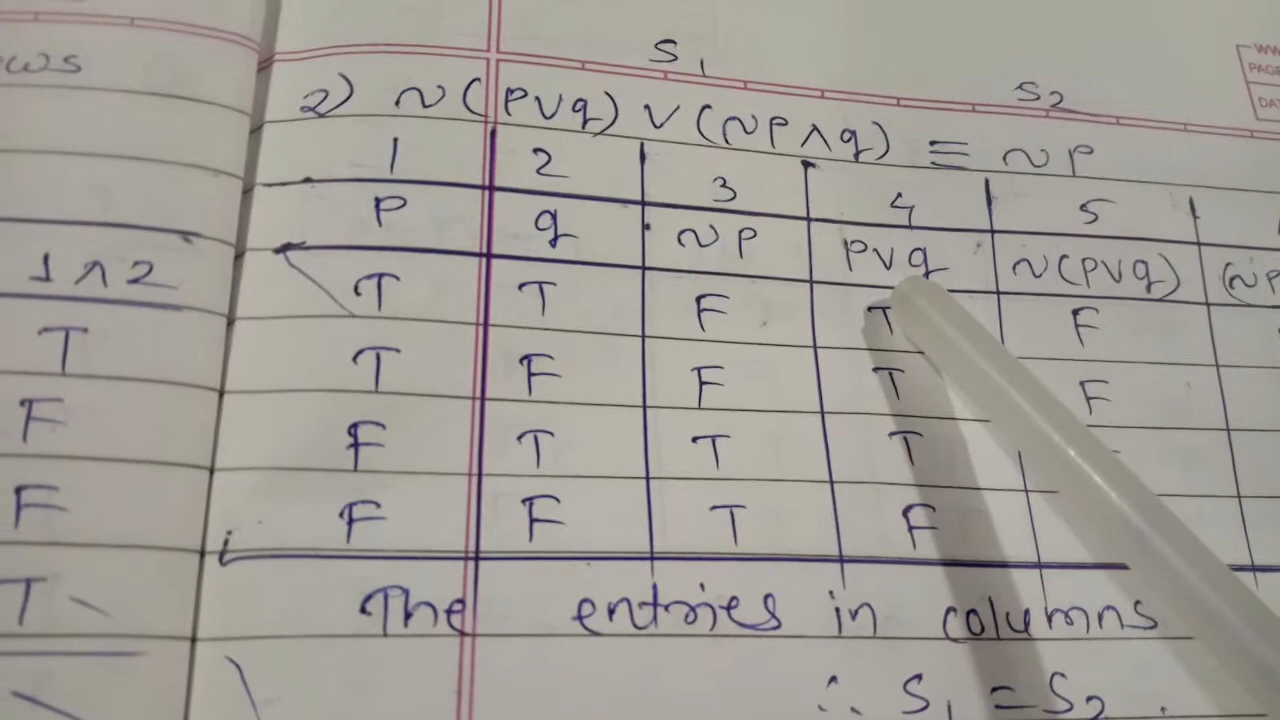 ws
1 ∧ 2
T
F
F
T
S₁ S₂
2) ~(p∨q) ∨ (~p∧q) ≡ ~p
1 2 3 4 5
p q ~p p∨q ~(p∨q) (~p
T T F T F
T F F T F
F T T T
F F T F
The entries in columns
∴ S₁ = S₂.